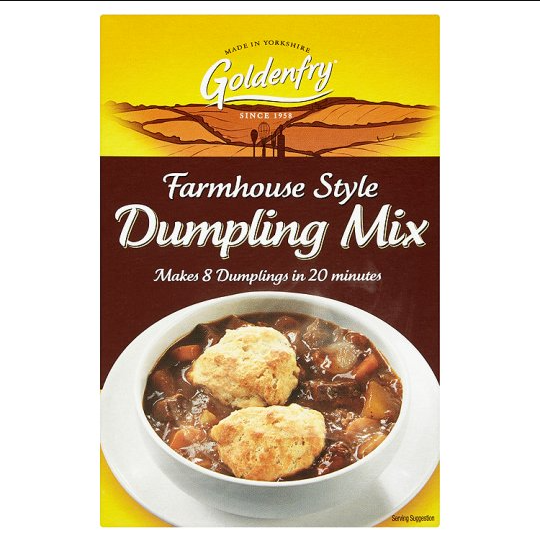 MADE IN YORKSHIRE
Goldenfry
SINCE 1958
Farmhouse Style
Dumpling Mix
Makes 8 Dumplings in 20 minutes
Serving Suggestion